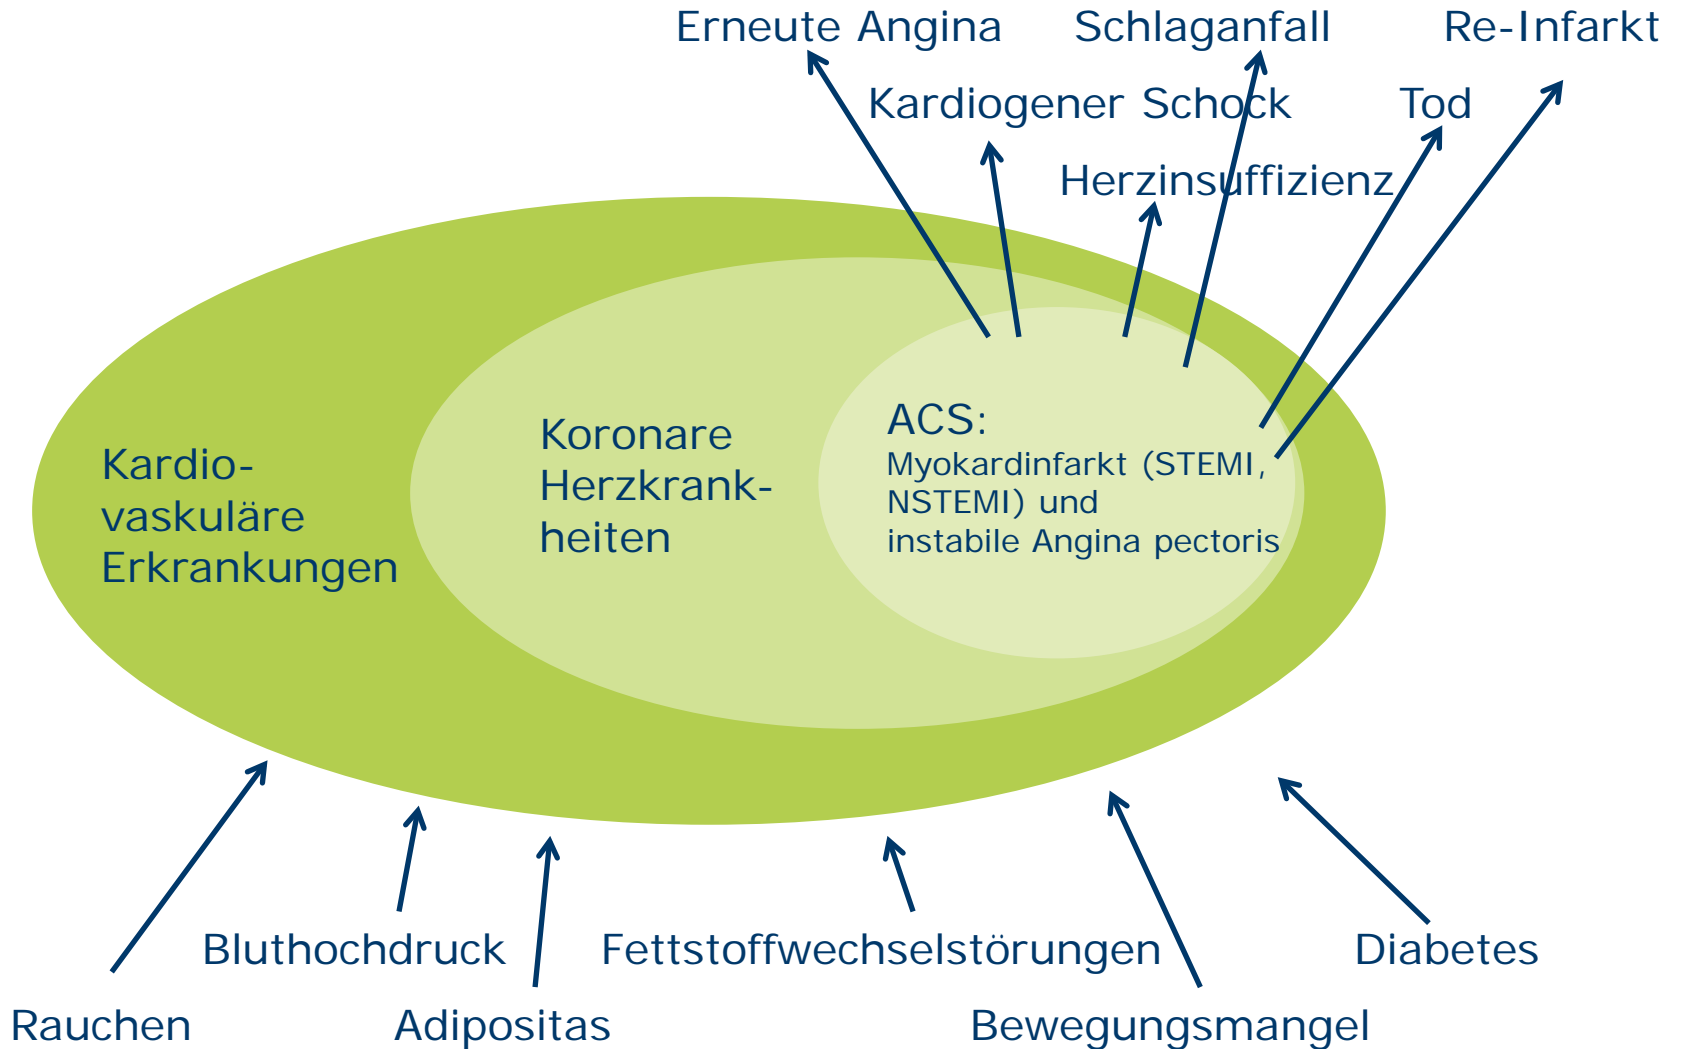 Erneute Angina
Schlaganfall
Re-Infarkt
Kardiogener Schock
Tod
Herzinsuffizienz
Kardio-
vaskuläre
Erkrankungen
Koronare
Herzkrank-
heiten
ACS:
Myokardinfarkt (STEMI,
NSTEMI) und
instabile Angina pectoris
Bluthochdruck
Fettstoffwechselstörungen
Diabetes
Rauchen
Adipositas
Bewegungsmangel